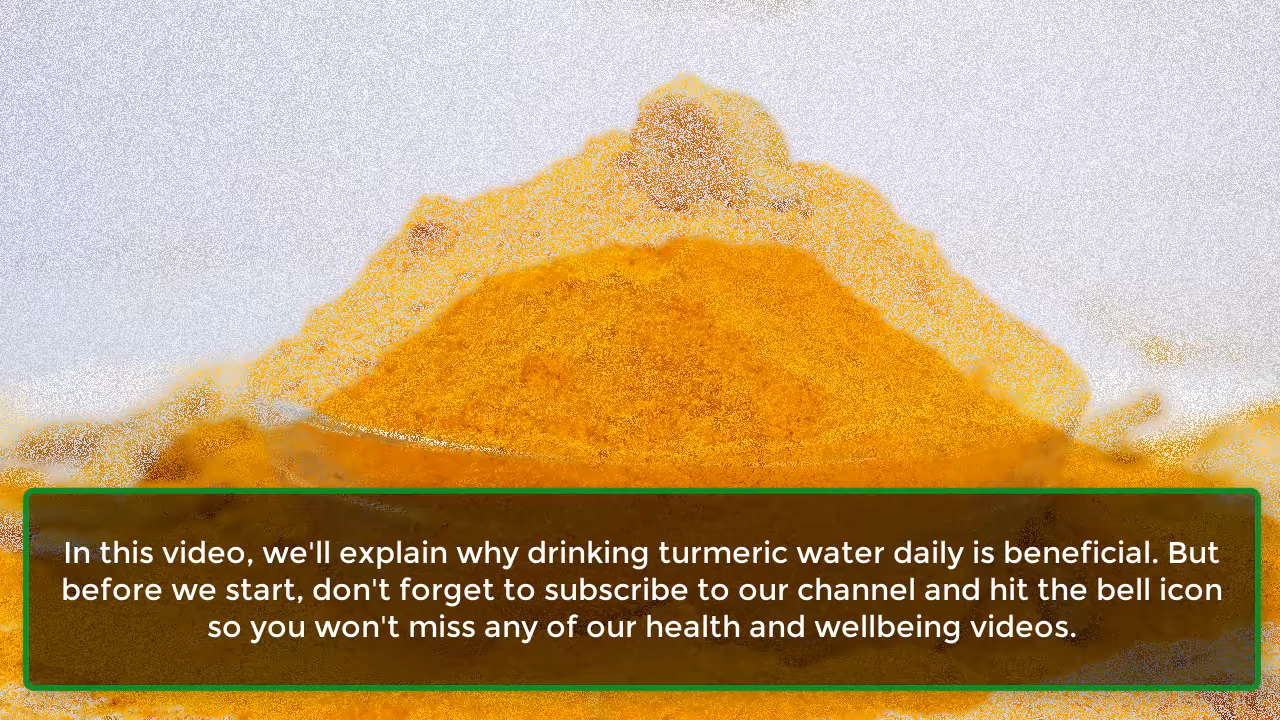 In this video, we'll explain why drinking turmeric water daily is beneficial. But
before we start, don't forget to subscribe to our channel and hit the bell icon
so you won't miss any of our health and wellbeing videos.